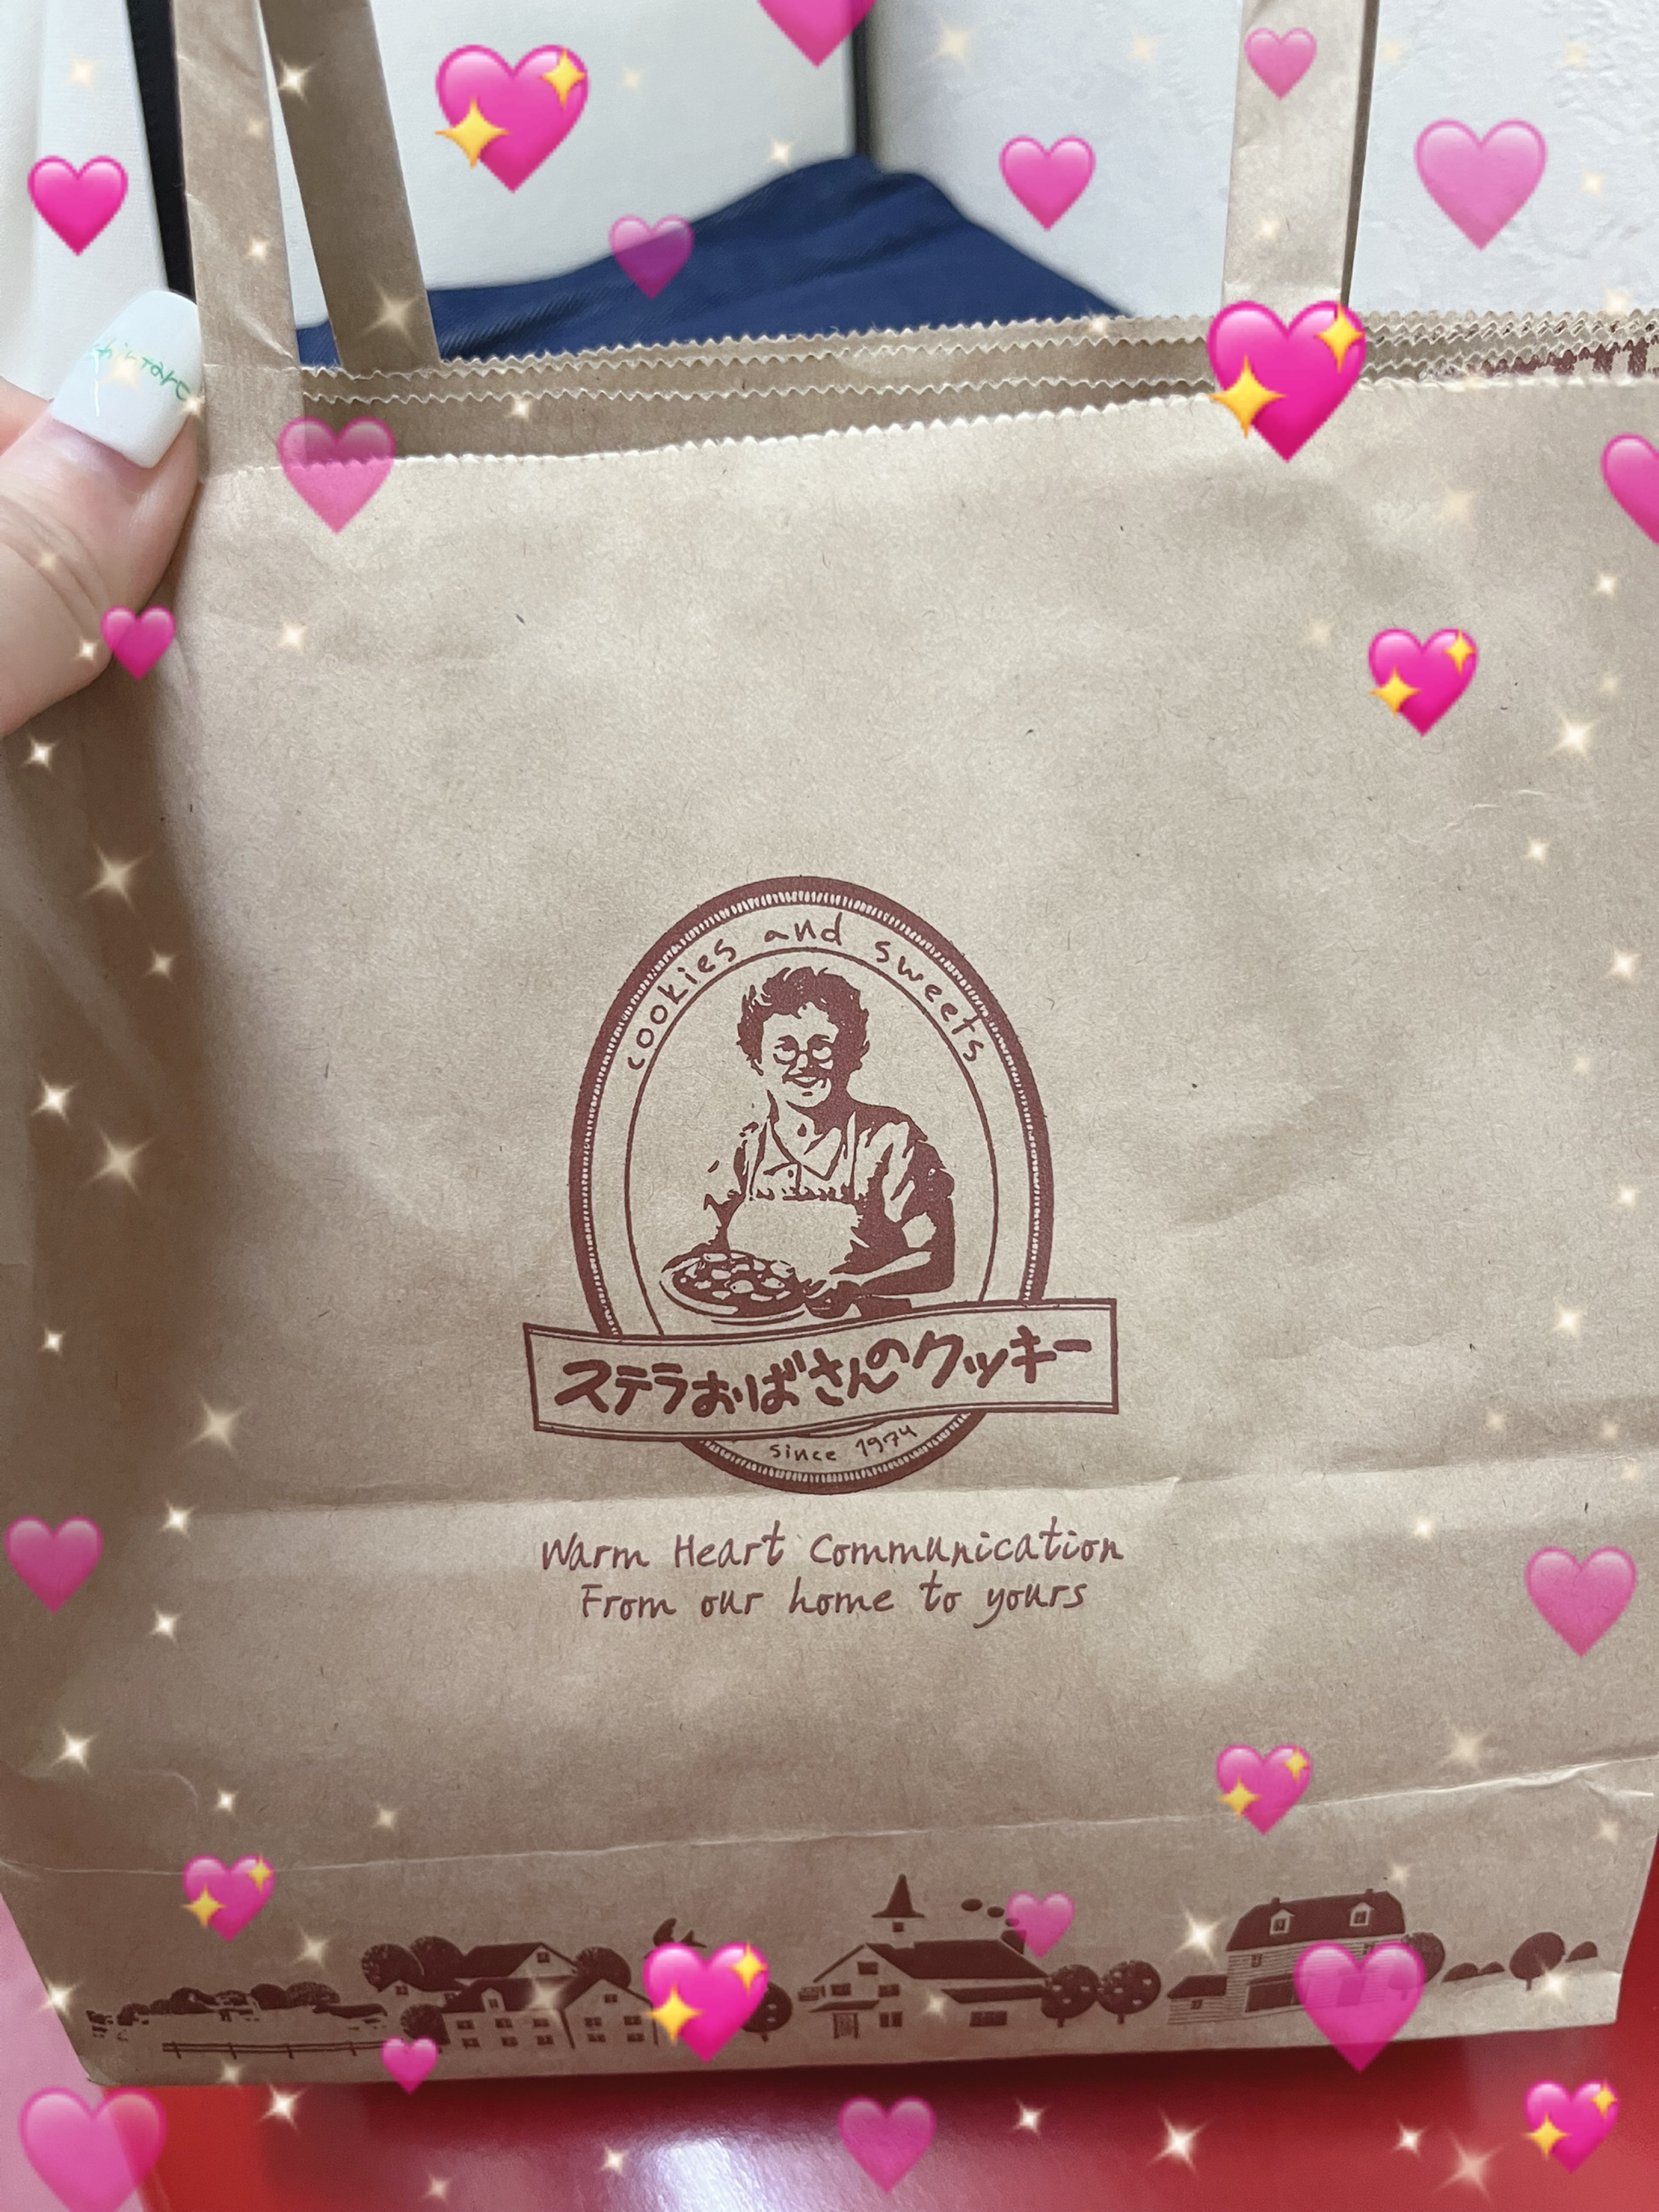 cookies and sweets
ステラおばさんのクッキー
since 1974
Warm Heart Communication
From our home to yours